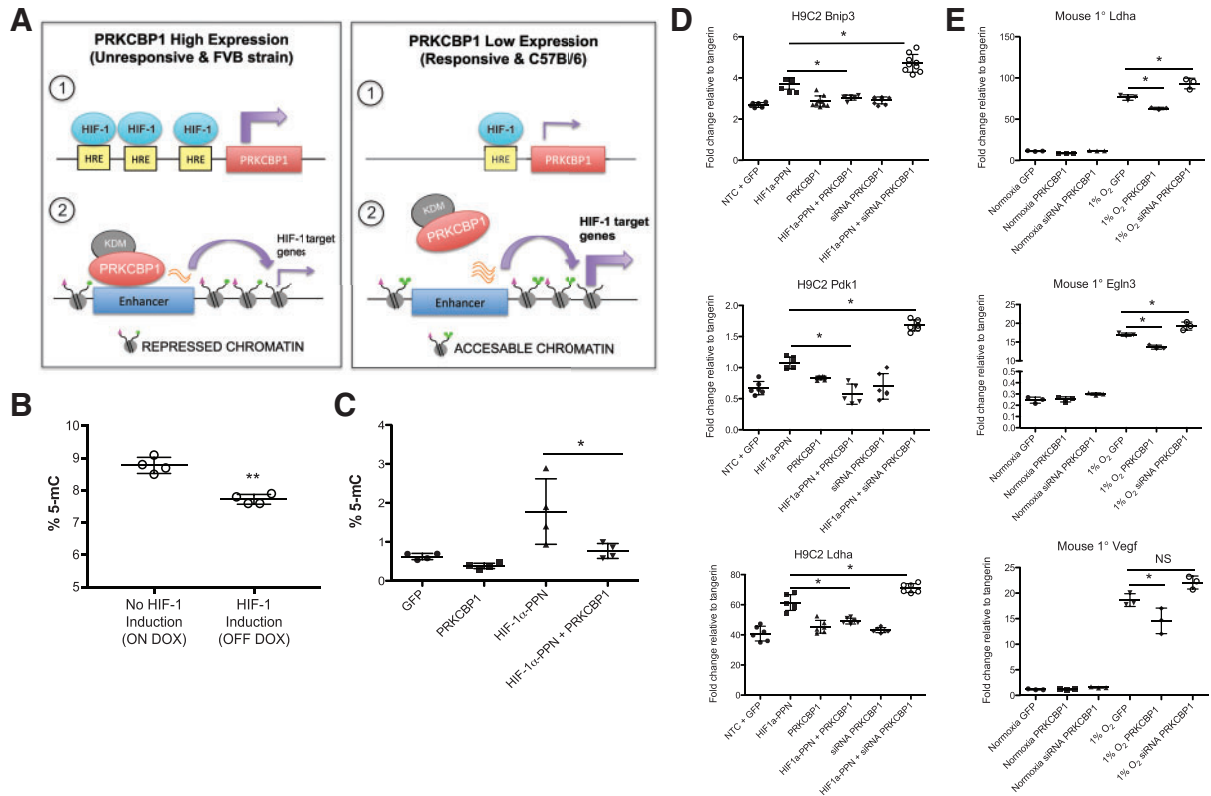 A
PRKCBP1 High Expression
(Unresponsive & FVB strain)
1
HIF-1
HIF-1
HIF-1
HRE
HRE
HRE
PRKCBP1
2
KDM
PRKCBP1
HIF-1 target
genes
Enhancer
REPRESSED CHROMATIN
PRKCBP1 Low Expression
(Responsive & C57Bl/6)
1
HIF-1
HRE
PRKCBP1
2
KDM
PRKCBP1
HIF-1 target
genes
Enhancer
ACCESABLE CHROMATIN
B
% 5-mC
10
9
8
7
6
5
**
No HIF-1
Induction
(ON DOX)
HIF-1
Induction
(OFF DOX)
C
% 5-mC
4
3
2
1
0
*
GFP
PRKCBP1
HIF-1α-PPN
HIF-1α-PPN + PRKCBP1
D
H9C2 Bnip3
Fold change relative to tangerin
6
4
2
0
*
*
NTC + GFP
HIF1a-PPN
PRKCBP1
HIF1a-PPN + PRKCBP1
siRNA PRKCBP1
HIF1a-PPN + siRNA PRKCBP1
H9C2 Pdk1
Fold change relative to tangerin
2.0
1.5
1.0
0.5
0.0
*
*
NTC + GFP
HIF1a-PPN
PRKCBP1
HIF1a-PPN + PRKCBP1
siRNA PRKCBP1
HIF1a-PPN + siRNA PRKCBP1
H9C2 Ldha
Fold change relative to tangerin
80
60
40
20
0
*
*
NTC + GFP
HIF1a-PPN
PRKCBP1
HIF1a-PPN + PRKCBP1
siRNA PRKCBP1
HIF1a-PPN + siRNA PRKCBP1
E
Mouse 1° Ldha
Fold change relative to tangerin
150
100
50
0
*
*
Normoxia GFP
Normoxia PRKCBP1
Normoxia siRNA PRKCBP1
1% O2 GFP
1% O2 PRKCBP1
1% O2 siRNA PRKCBP1
Mouse 1° Egln3
Fold change relative to tangerin
25
20
15
10
0.5
0.4
0.3
0.2
0.1
0.0
*
*
Normoxia GFP
Normoxia PRKCBP1
Normoxia siRNA PRKCBP1
1% O2 GFP
1% O2 PRKCBP1
1% O2 siRNA PRKCBP1
Mouse 1° Vegf
Fold change relative to tangerin
25
20
15
10
5
0
NS
*
Normoxia GFP
Normoxia PRKCBP1
Normoxia siRNA PRKCBP1
1% O2 GFP
1% O2 PRKCBP1
1% O2 siRNA PRKCBP1